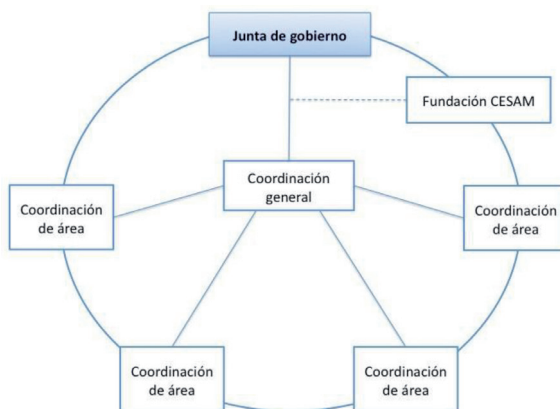 Junta de gobierno
Fundación CESAM
Coordinación
general
Coordinación
de área
Coordinación
de área
Coordinación
de área
Coordinación
de área